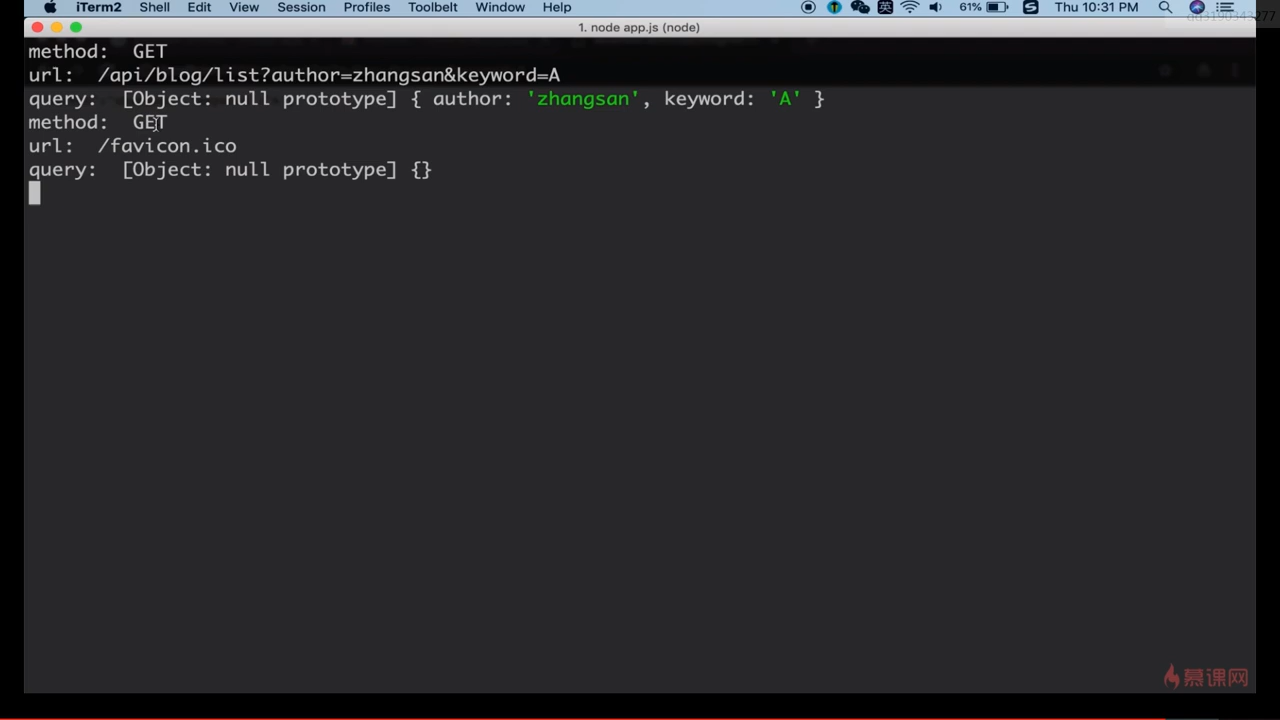 iTerm2 Shell Edit View Session Profiles Toolbelt Window Help 英 61% S Thu 10:31 PM
1. node app.js (node)
method:  GET
url:  /api/blog/list?author=zhangsan&keyword=A
query:  [Object: null prototype] { author: 'zhangsan', keyword: 'A' }
method:  GET
url:  /favicon.ico
query:  [Object: null prototype] {}
慕课网